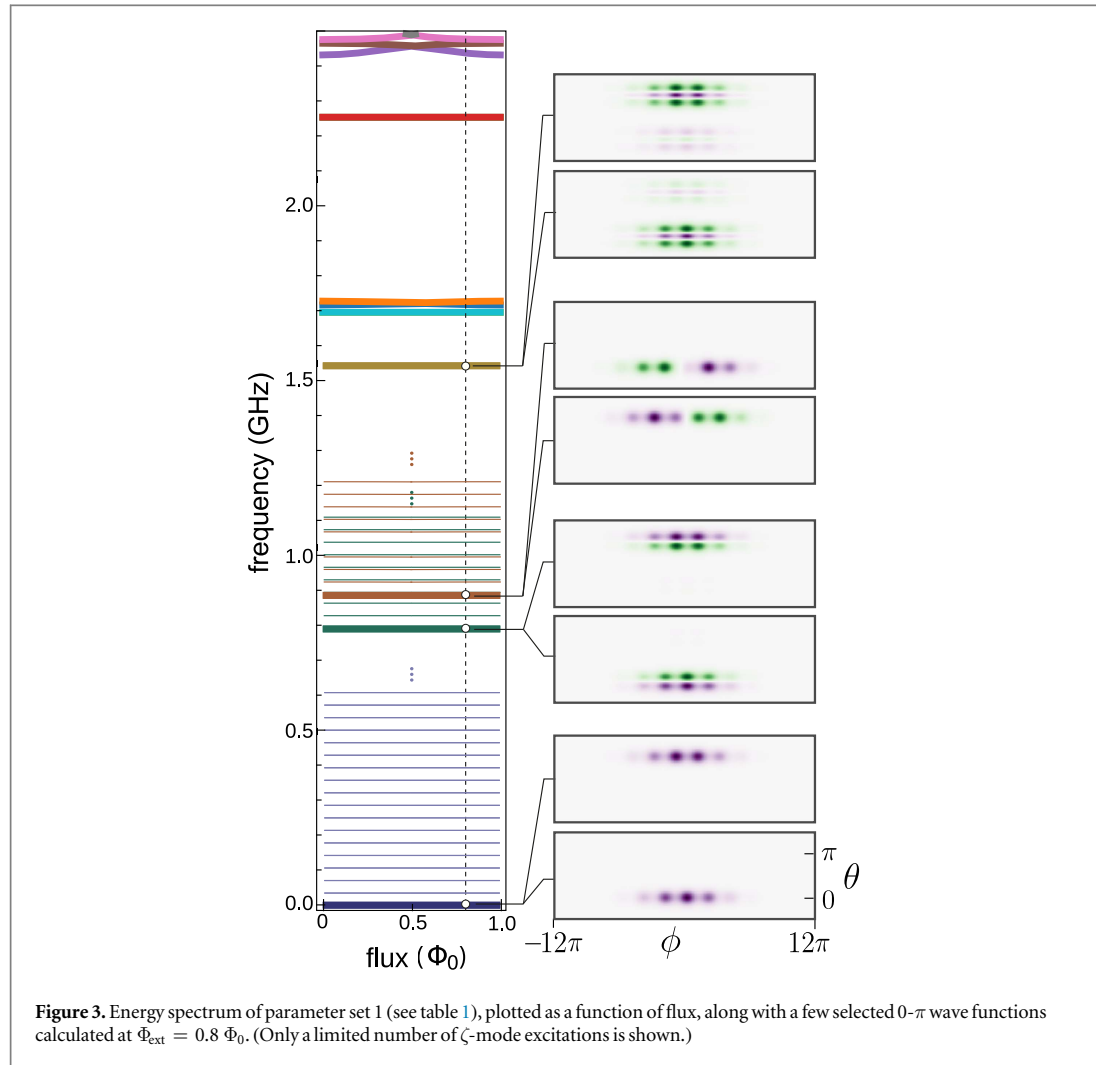 2.0
1.5
1.0
0.5
0.0
frequency (GHz)
0 0.5 1.0
flux (Φ₀)
π
0
θ
−12π ϕ 12π
Figure 3. Energy spectrum of parameter set 1 (see table 1), plotted as a function of flux, along with a few selected 0-π wave functions
calculated at Φext = 0.8 Φ₀. (Only a limited number of ζ-mode excitations is shown.)